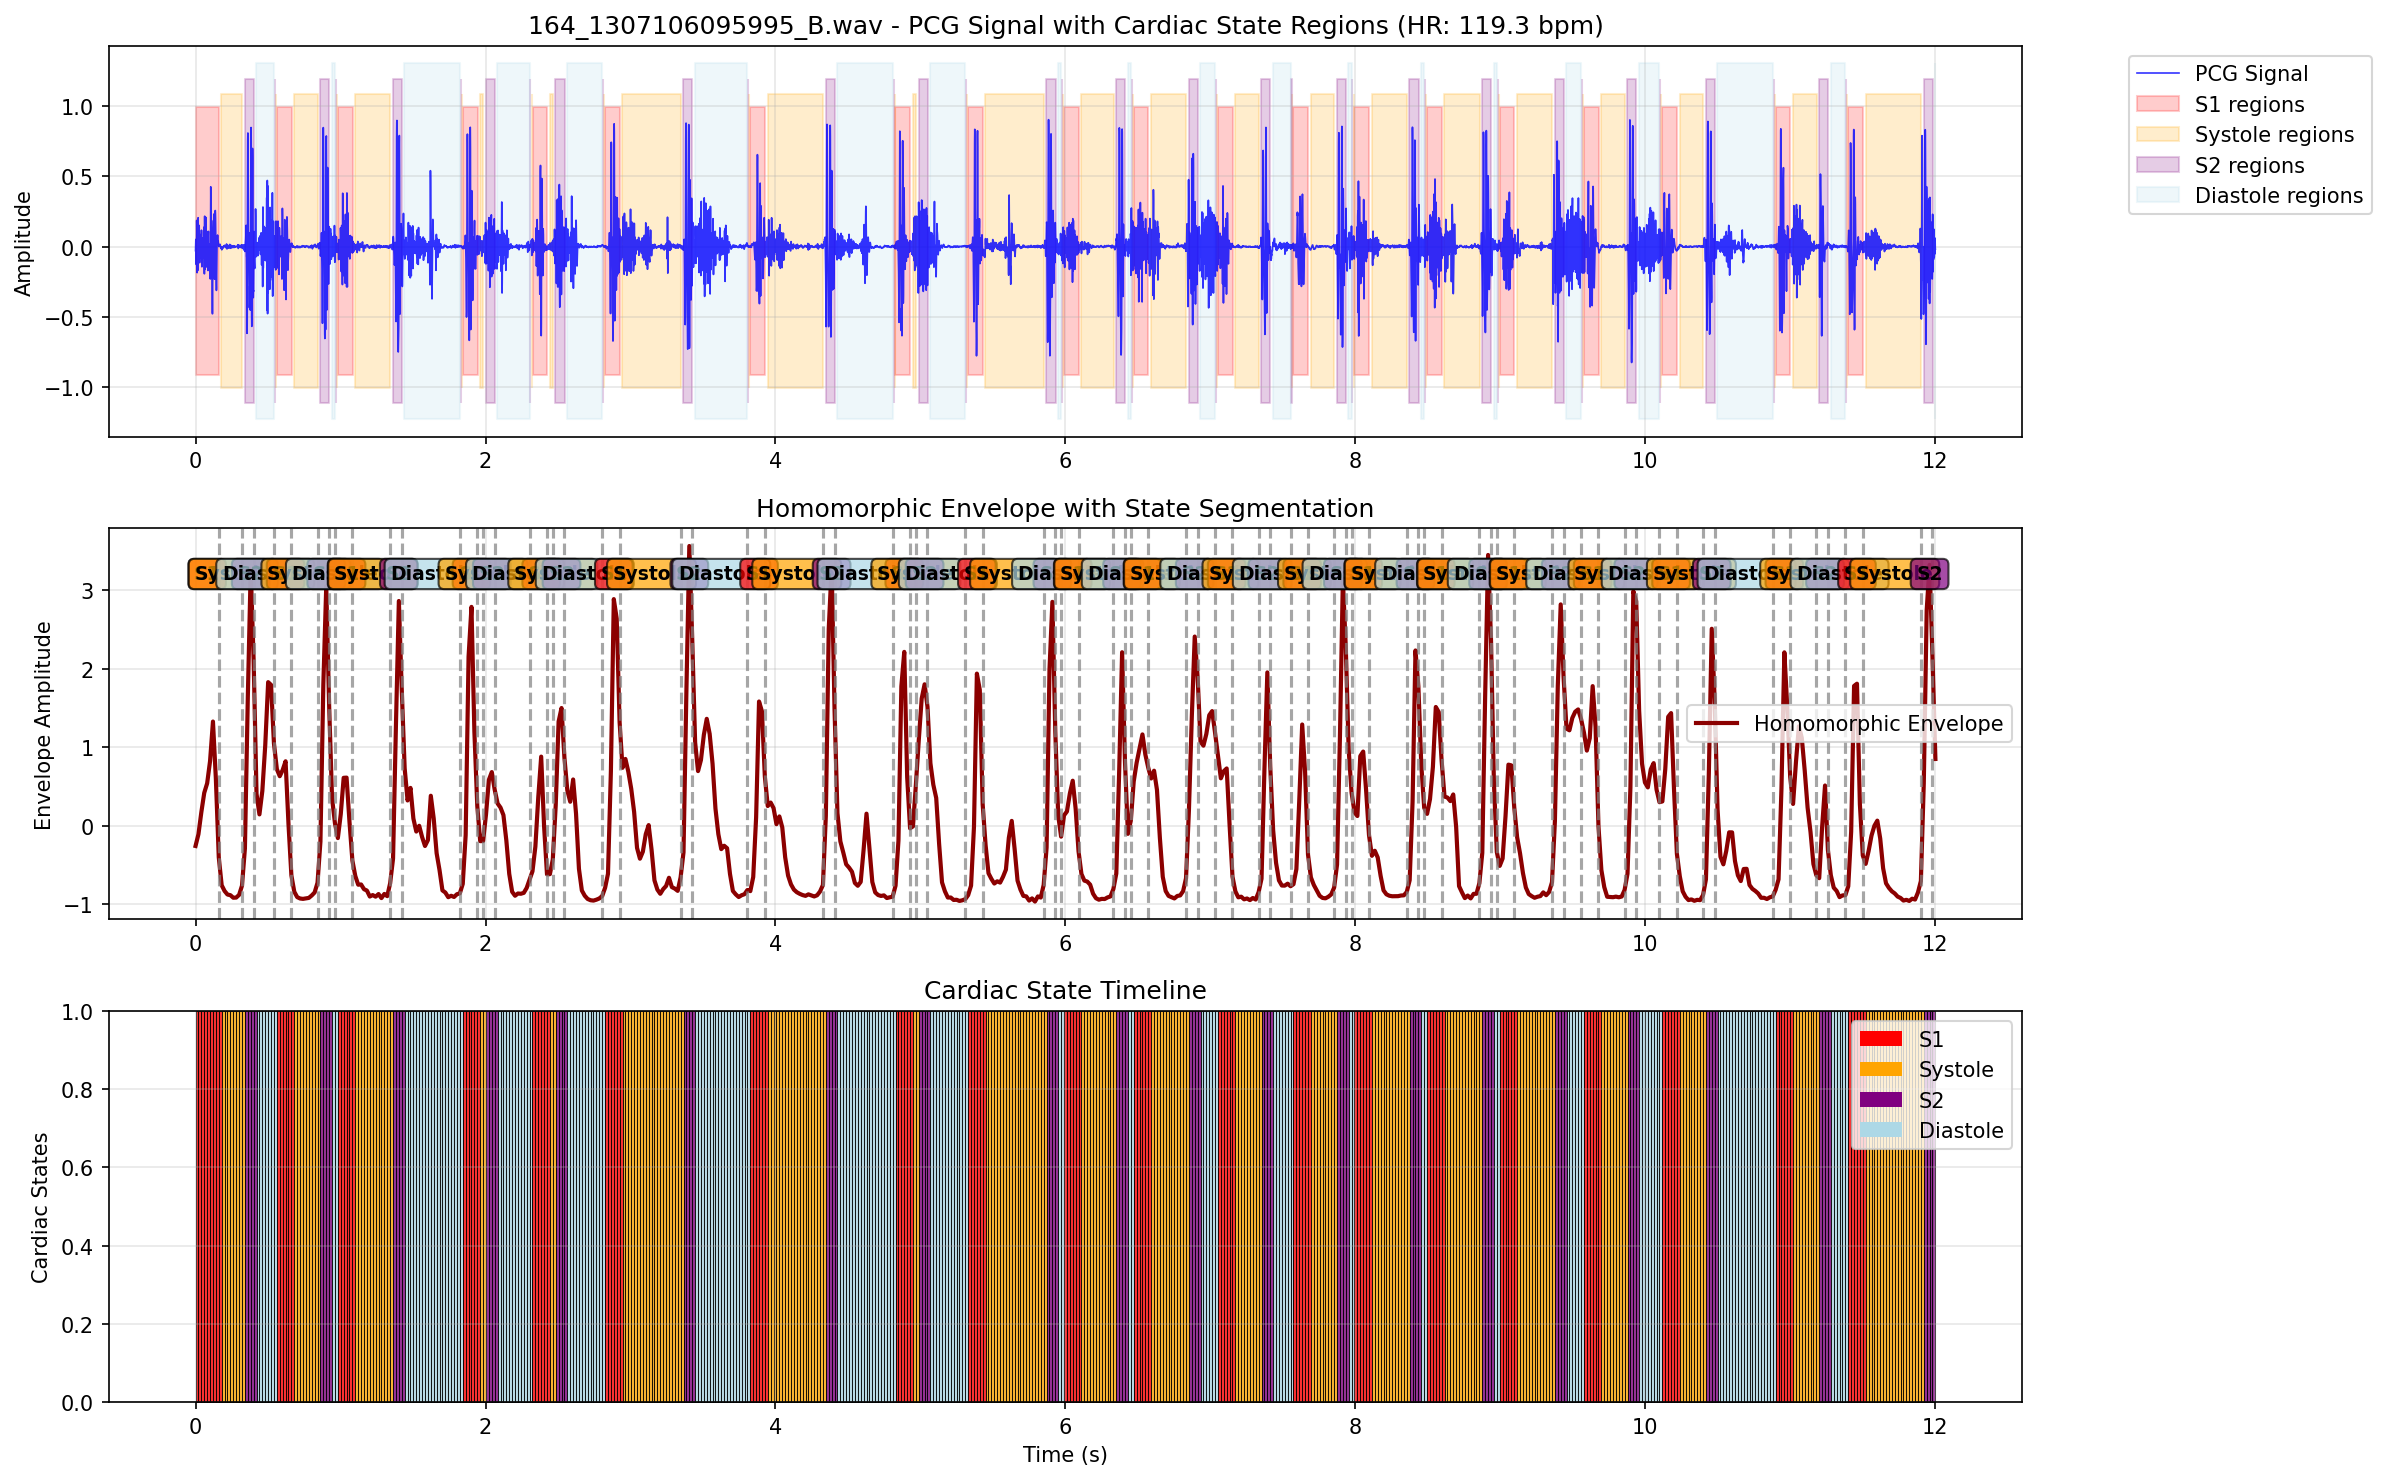 164_1307106095995_B.wav - PCG Signal with Cardiac State Regions (HR: 119.3 bpm)
Amplitude
1.0
0.5
0.0
−0.5
−1.0
0 2 4 6 8 10 12
PCG Signal
S1 regions
Systole regions
S2 regions
Diastole regions
Homomorphic Envelope with State Segmentation
Envelope Amplitude
3
2
1
0
−1
S2
Homomorphic Envelope
0 2 4 6 8 10 12
Cardiac State Timeline
Cardiac States
1.0
0.8
0.6
0.4
0.2
0.0
S1
Systole
S2
Diastole
0 2 4 6 8 10 12
Time (s)